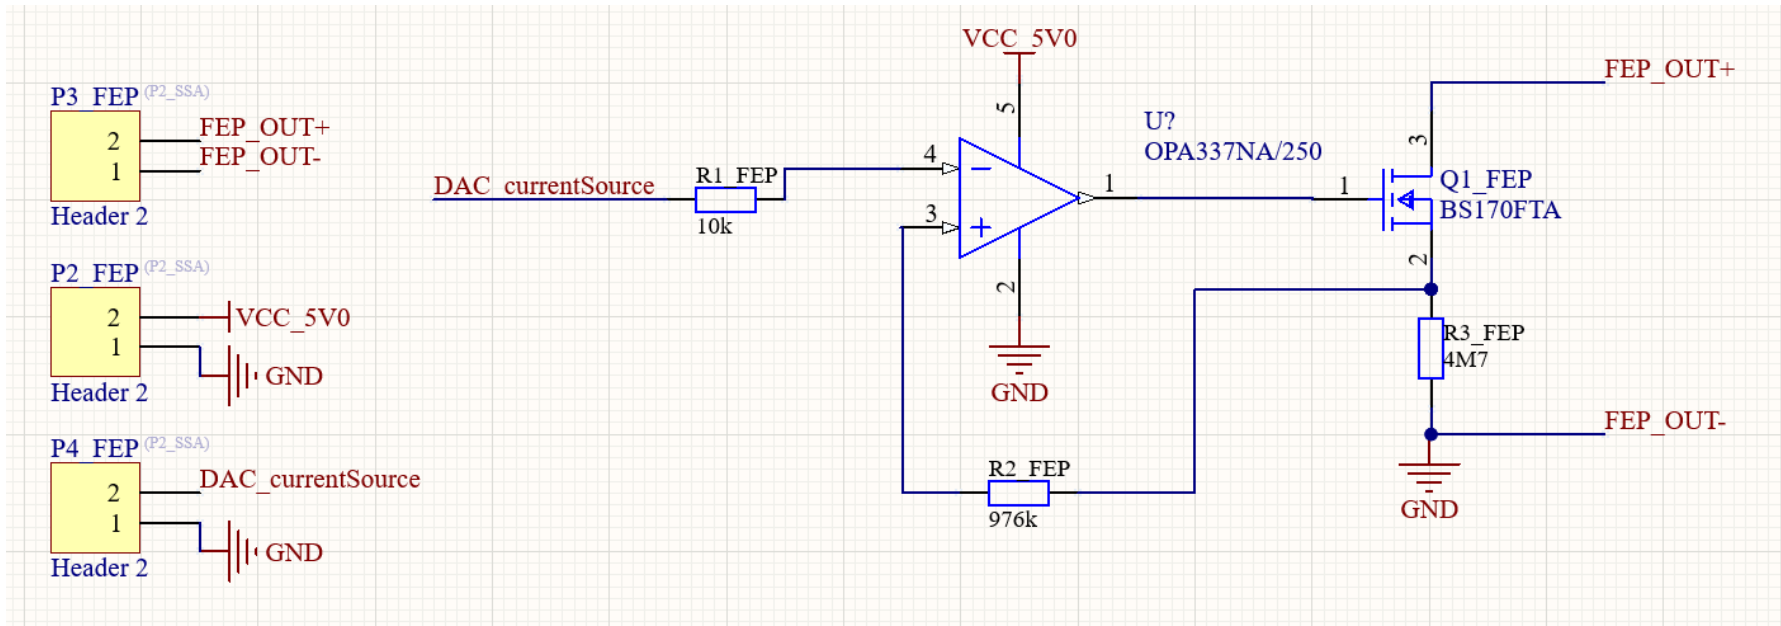 P3_FEP (P2_SSA)
2 FEP_OUT+
1 FEP_OUT-
Header 2
P2_FEP (P2_SSA)
2 VCC_5V0
1 GND
Header 2
P4_FEP (P2_SSA)
2 DAC_currentSource
1 GND
Header 2
DAC_currentSource
R1_FEP
10k
VCC_5V0
5
4
3
1
2
GND
U?
OPA337NA/250
R2_FEP
976k
FEP_OUT+
3
1
Q1_FEP
BS170FTA
2
R3_FEP
4M7
FEP_OUT-
GND